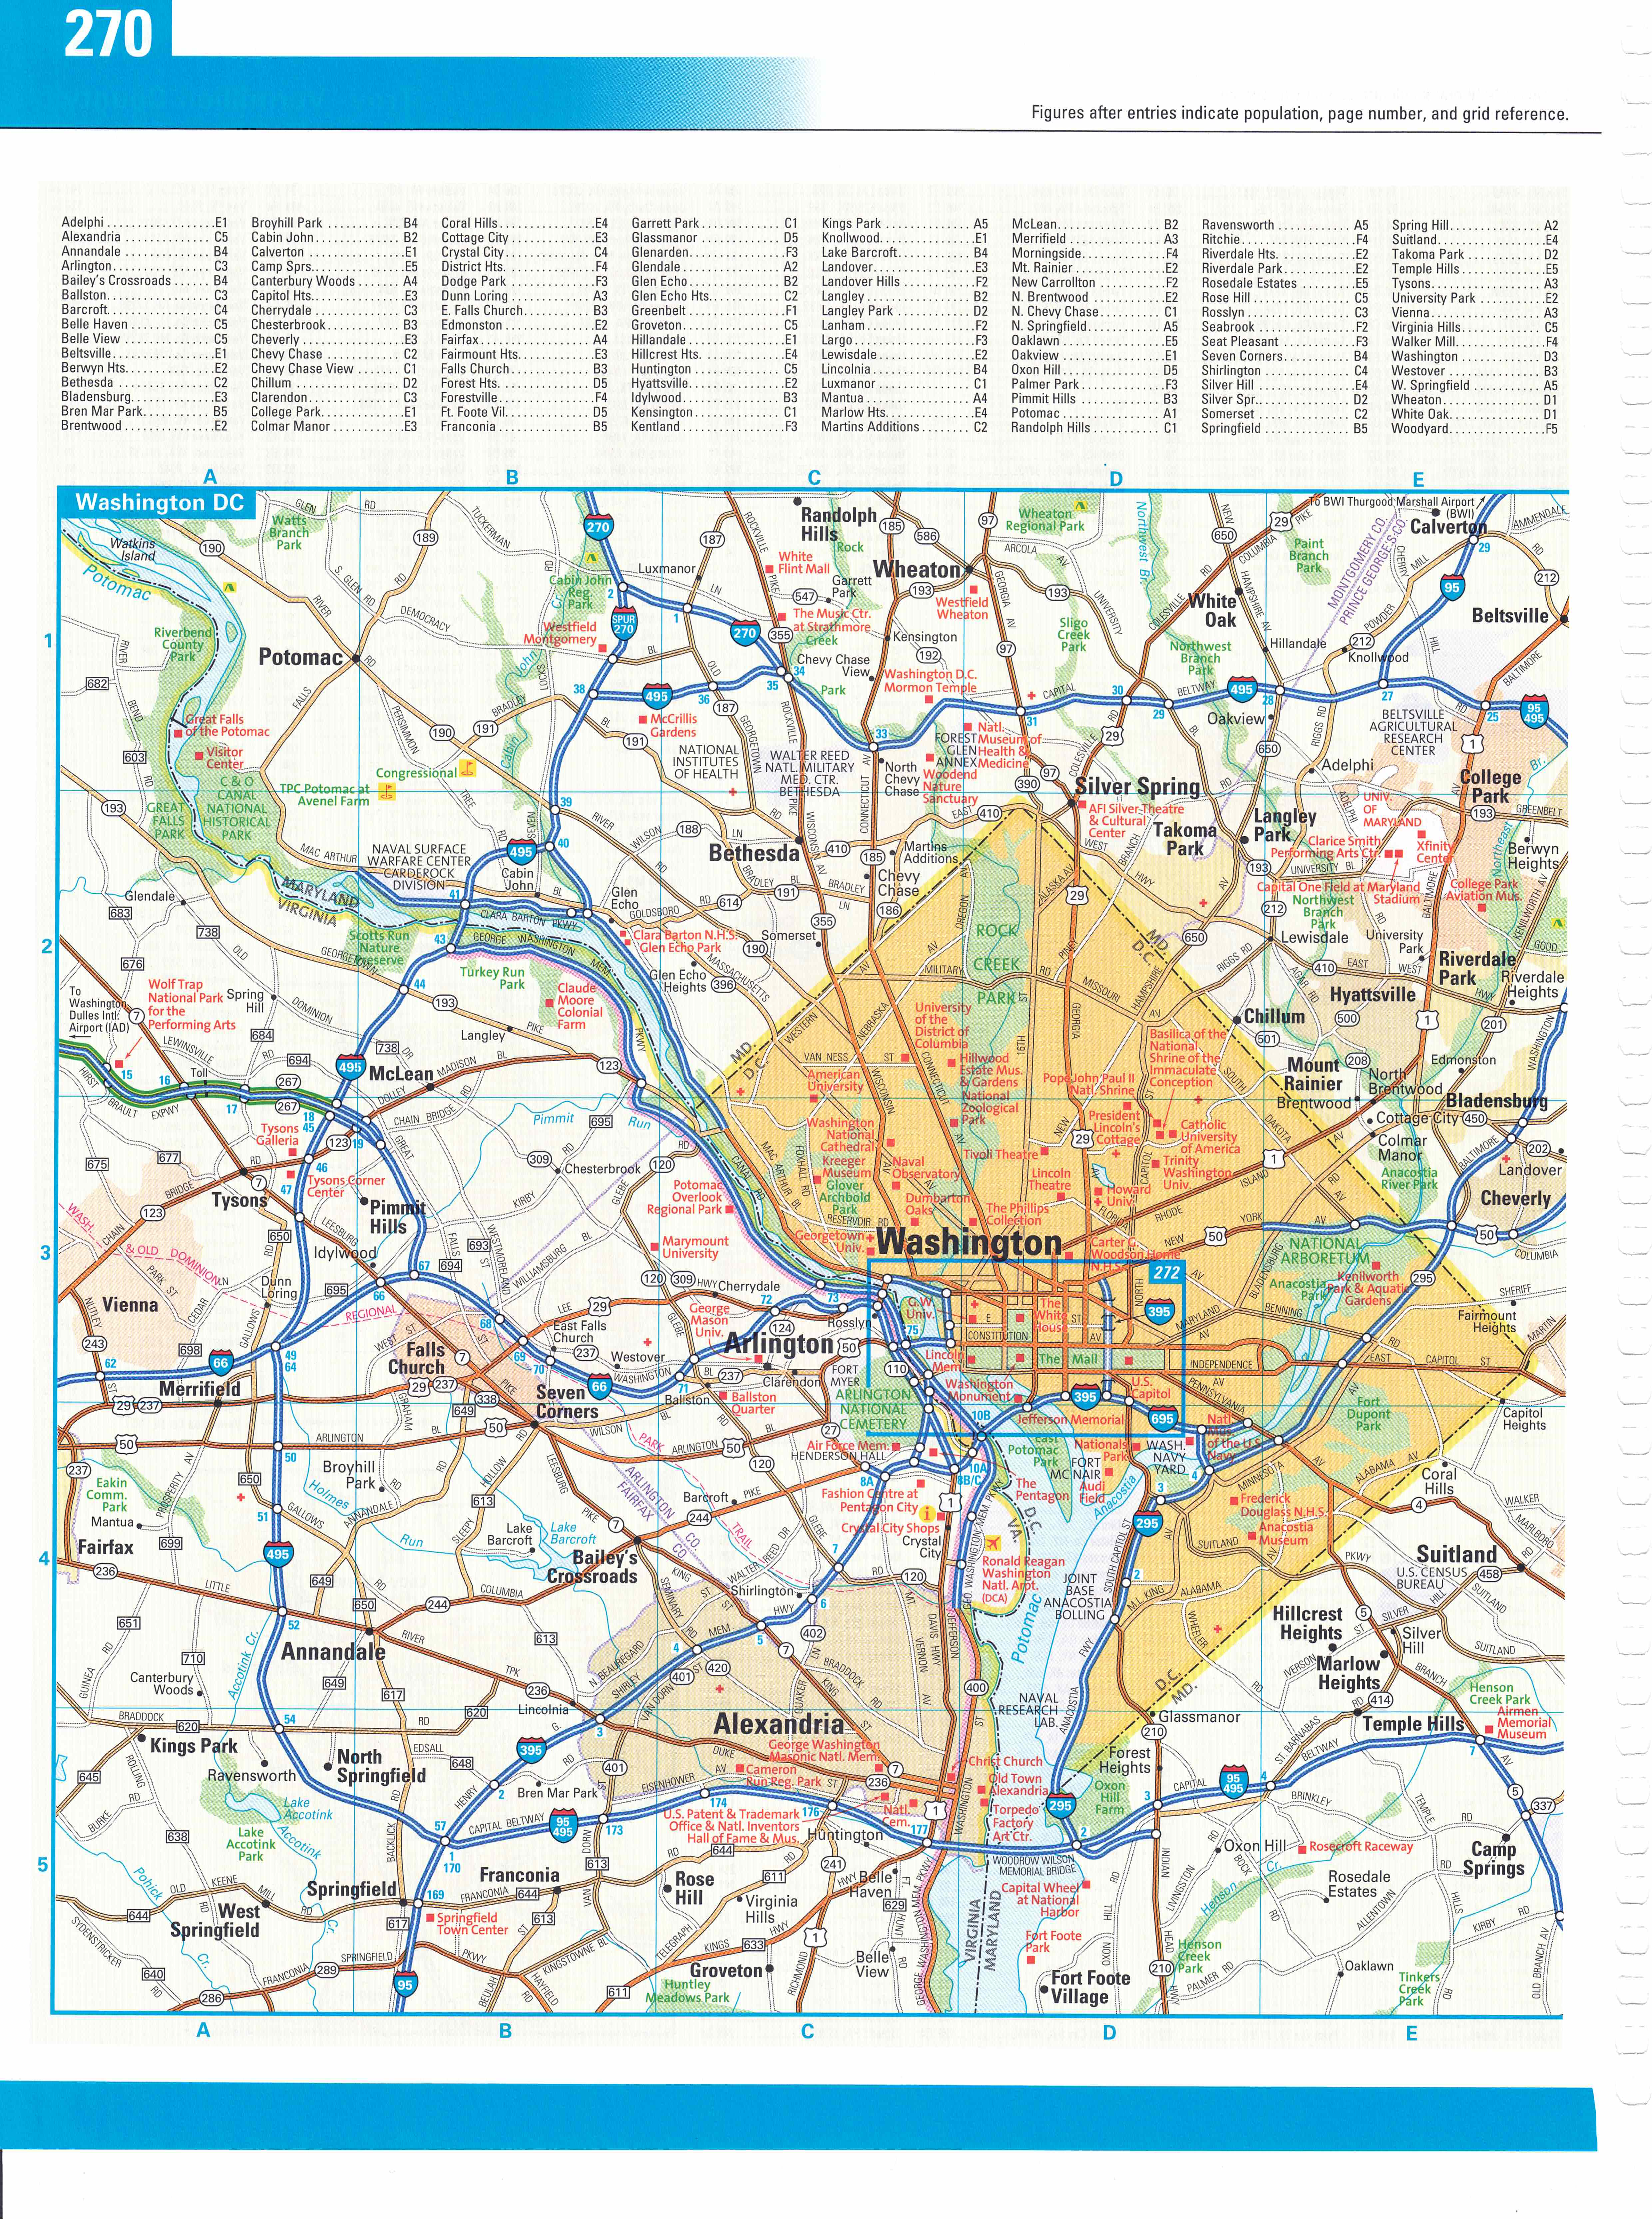 270
Figures after entries indicate population, page number, and grid reference.
Adelphi . . . E1
Alexandria . . . C5
Annandale . . . B4
Arlington . . . C3
Bailey's Crossroads . . . B4
Ballston . . . C3
Barcroft . . . C4
Belle Haven . . . C5
Belle View . . . C5
Beltsville . . . E1
Berwyn Hts. . . . E2
Bethesda . . . C2
Bladensburg . . . E3
Bren Mar Park . . . B5
Brentwood . . . E2
Broyhill Park . . . B4
Cabin John . . . B2
Calverton . . . E1
Camp Sprs. . . . E5
Canterbury Woods . . . A4
Capitol Hts. . . . E3
Cherrydale . . . C3
Chesterbrook . . . B3
Cheverly . . . E3
Chevy Chase . . . C2
Chevy Chase View . . . C1
Chillum . . . D2
Clarendon . . . C3
College Park . . . E1
Colmar Manor . . . E3
Coral Hills . . . E4
Cottage City . . . E3
Crystal City . . . C4
District Hts. . . . F4
Dodge Park . . . F3
Dunn Loring . . . A3
E. Falls Church . . . B3
Edmonston . . . E2
Fairfax . . . A4
Fairmount Hts. . . . E3
Falls Church . . . B3
Forest Hts. . . . D5
Forestville . . . F4
Ft. Foote Vil. . . . D5
Franconia . . . B5
Garrett Park . . . C1
Glassmanor . . . D5
Glenarden . . . F3
Glendale . . . A2
Glen Echo . . . B2
Glen Echo Hts. . . . C2
Greenbelt . . . F1
Groveton . . . C5
Hillandale . . . E1
Hillcrest Hts. . . . E4
Huntington . . . C5
Hyattsville . . . E2
Idylwood . . . B3
Kensington . . . C1
Kentland . . . F3
Kings Park . . . A5
Knollwood . . . E1
Lake Barcroft . . . B4
Landover . . . E3
Landover Hills . . . F2
Langley . . . B2
Langley Park . . . D2
Lanham . . . F2
Largo . . . F3
Lewisdale . . . E2
Lincolnia . . . B4
Luxmanor . . . C1
Mantua . . . A4
Marlow Hts. . . . E4
Martins Additions . . . C2
McLean . . . B2
Merrifield . . . A3
Morningside . . . F4
Mt. Rainier . . . E2
New Carrollton . . . F2
N. Brentwood . . . E2
N. Chevy Chase . . . C1
N. Springfield . . . A5
Oaklawn . . . E5
Oakview . . . E1
Oxon Hill . . . D5
Palmer Park . . . F3
Pimmit Hills . . . B3
Potomac . . . A1
Randolph Hills . . . C1
Ravensworth . . . A5
Ritchie . . . F4
Riverdale Hts. . . . E2
Riverdale Park . . . E2
Rosedale Estates . . . E5
Rose Hill . . . C5
Rosslyn . . . C3
Seabrook . . . F2
Seat Pleasant . . . F3
Seven Corners . . . B4
Shirlington . . . C4
Silver Hill . . . E4
Silver Spr. . . . D2
Somerset . . . C2
Springfield . . . B5
Spring Hill . . . A2
Suitland . . . E4
Takoma Park . . . D2
Temple Hills . . . E5
Tysons . . . A3
University Park . . . E2
Vienna . . . A3
Virginia Hills . . . C5
Walker Mill . . . F4
Washington . . . D3
Westover . . . B3
W. Springfield . . . A5
Wheaton . . . D1
White Oak . . . D1
Woodyard . . . F5
A B C D E
Washington DC
1
2
3
4
5
To BWI Thurgood Marshall Airport
(BWI)
Calverton
Randolph
Hills
Wheaton
Regional Park
Watts
Branch
Park
Watkins
Island
Potomac
Luxmanor
White
Flint Mall
Garrett
Park
Westfield
Wheaton
Paint
Branch
Park
MONTGOMERY CO.
PRINCE GEORGE'S CO.
Cabin John
Reg.
Park
Westfield
Montgomery
The Music Ctr.
at Strathmore
Kensington
White
Oak
Hillandale
Knollwood
Beltsville
Riverbend
County
Park
Potomac
Chevy Chase
View
Washington D.C.
Mormon Temple
Sligo
Creek
Park
Northwest
Branch
Park
Great Falls
of the Potomac
Visitor
Center
McCrillis
Gardens
NATIONAL
INSTITUTES
OF HEALTH
WALTER REED
NATL. MILITARY
MED. CTR.
BETHESDA
FOREST
GLEN
ANNEX
Natl.
Museum of
Health &
Medicine
Oakview
BELTSVILLE
AGRICULTURAL
RESEARCH
CENTER
Congressional
TPC Potomac at
Avenel Farm
C & O
CANAL
NATIONAL
HISTORICAL
PARK
GREAT
FALLS
PARK
North
Chevy
Chase
Woodend
Nature
Sanctuary
Silver Spring
Adelphi
College
Park
AFI Silver Theatre
& Cultural
Center
Takoma
Park
Langley
Park
UNIV.
OF
MARYLAND
Clarice Smith
Performing Arts Ctr.
Xfinity
Center
Berwyn
Heights
Capital One Field at Maryland
Stadium
College Park
Aviation Mus.
NAVAL SURFACE
WARFARE CENTER
CARDEROCK
DIVISION
Bethesda
Martins
Additions
Chevy
Chase
Cabin
John
Glen
Echo
MARYLAND
VIRGINIA
Glendale
Scotts Run
Nature
Preserve
Clara Barton N.H.S.
Glen Echo Park
Somerset
ROCK
CREEK
PARK
Northwest
Branch
Park
Lewisdale
University
Park
Riverdale
Park
Riverdale
Heights
Turkey Run
Park
Glen Echo
Heights
To
Washington
Dulles Intl.
Airport (IAD)
Wolf Trap
National Park
for the
Performing Arts
Spring
Hill
Claude
Moore
Colonial
Farm
Langley
McLean
University
of the
District of
Columbia
Hyattsville
Chillum
Basilica of the
National
Shrine of the
Immaculate
Conception
Hillwood
Estate Mus.
& Gardens
American
University
Pope John Paul II
Natl. Shrine
Mount
Rainier
North
Brentwood
Brentwood
Edmonston
Bladensburg
Cottage City
Colmar
Manor
National
Zoological
Park
Washington
National
Cathedral
President
Lincoln's
Cottage
Catholic
University
of America
Tysons
Galleria
Tysons Corner
Center
Tysons
Pimmit
Hills
Chesterbrook
Pimmit Run
Kreeger
Museum
Glover
Archbold
Park
Naval
Observatory
Tivoli Theatre
Trinity
Washington
Univ.
Lincoln
Theatre
Howard
Univ.
Anacostia
River Park
Landover
Cheverly
Potomac
Overlook
Regional Park
Dumbarton
Oaks
The Phillips
Collection
Marymount
University
Georgetown
Univ.
Washington
Carter G.
Woodson Home
N.H.S.
NATIONAL
ARBORETUM
Anacostia
Park
Kenilworth
Park & Aquatic
Gardens
Idylwood
Dunn
Loring
Vienna
Cherrydale
George
Mason
Univ.
Rosslyn
G.W.
Univ.
The
White
House
272
Fairmount
Heights
Falls
Church
East Falls
Church
Westover
Arlington
FORT
MYER
Clarendon
Lincoln
Mem.
The Mall
Washington
Monument
U.S.
Capitol
Merrifield
Seven
Corners
Ballston
Ballston
Quarter
ARLINGTON
NATIONAL
CEMETERY
Jefferson Memorial
Fort
Dupont
Park
Capitol
Heights
Air Force Mem.
HENDERSON HALL
East
Potomac
Park
Nationals
Park
WASH.
NAVY
YARD
Natl.
Mus.
of the U.S.
Navy
FORT
MC NAIR
Audi
Field
The
Pentagon
Broyhill
Park
Eakin
Comm.
Park
Mantua
Fairfax
Holmes Run
Lake
Barcroft
Lake
Barcroft
Bailey's
Crossroads
Barcroft
Fashion Centre at
Pentagon City
Crystal City Shops
Crystal
City
Frederick
Douglass N.H.S.
Anacostia
Museum
Coral
Hills
Suitland
U.S. CENSUS
BUREAU
Ronald Reagan
Washington
Natl. Arpt.
(DCA)
JOINT
BASE
ANACOSTIA
BOLLING
Shirlington
ARLINGTON CO.
FAIRFAX CO.
Annandale
Canterbury
Woods
Hillcrest
Heights
Silver
Hill
Marlow
Heights
Lincolnia
NAVAL
RESEARCH
LAB.
Glassmanor
Henson
Creek Park
Airmen
Memorial
Museum
Temple Hills
Alexandria
George Washington
Masonic Natl. Mem.
Cameron
Run Reg. Park
Christ Church
Old Town
Alexandria
Torpedo
Factory
Art Ctr.
Kings Park
North
Springfield
Ravensworth
Bren Mar Park
Lake
Accotink
Lake
Accotink
Park
Forest
Heights
Oxon
Hill
Farm
U.S. Patent & Trademark
Office & Natl. Inventors
Hall of Fame & Mus.
Natl.
Cem.
Huntington
WOODROW WILSON
MEMORIAL BRIDGE
Oxon Hill
Rosecroft Raceway
Camp
Springs
Franconia
Springfield
West
Springfield
Rose
Hill
Virginia
Hills
Belle
Haven
Capital Wheel
at National
Harbor
Rosedale
Estates
Springfield
Town Center
Belle
View
Groveton
Huntley
Meadows Park
VIRGINIA
MARYLAND
Fort Foote
Park
Fort Foote
Village
Henson
Creek
Park
Oaklawn
Tinkers
Creek
Park
A B C D E